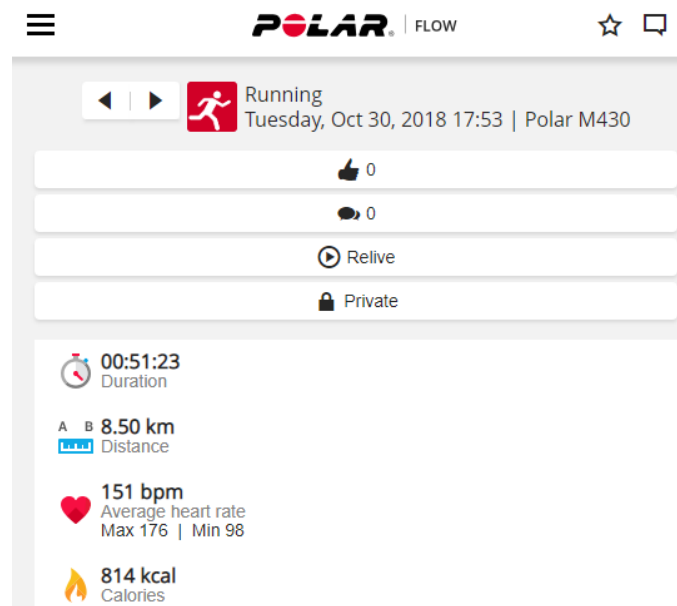 POLAR® | FLOW
Running
Tuesday, Oct 30, 2018 17:53 | Polar M430
0
0
Relive
Private
00:51:23
Duration
A B 8.50 km
Distance
151 bpm
Average heart rate
Max 176 | Min 98
814 kcal
Calories